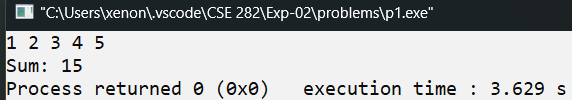 "C:\Users\xenon\.vscode\CSE 282\Exp-02\problems\p1.exe"
1 2 3 4 5
Sum: 15
Process returned 0 (0x0)   execution time : 3.629 s